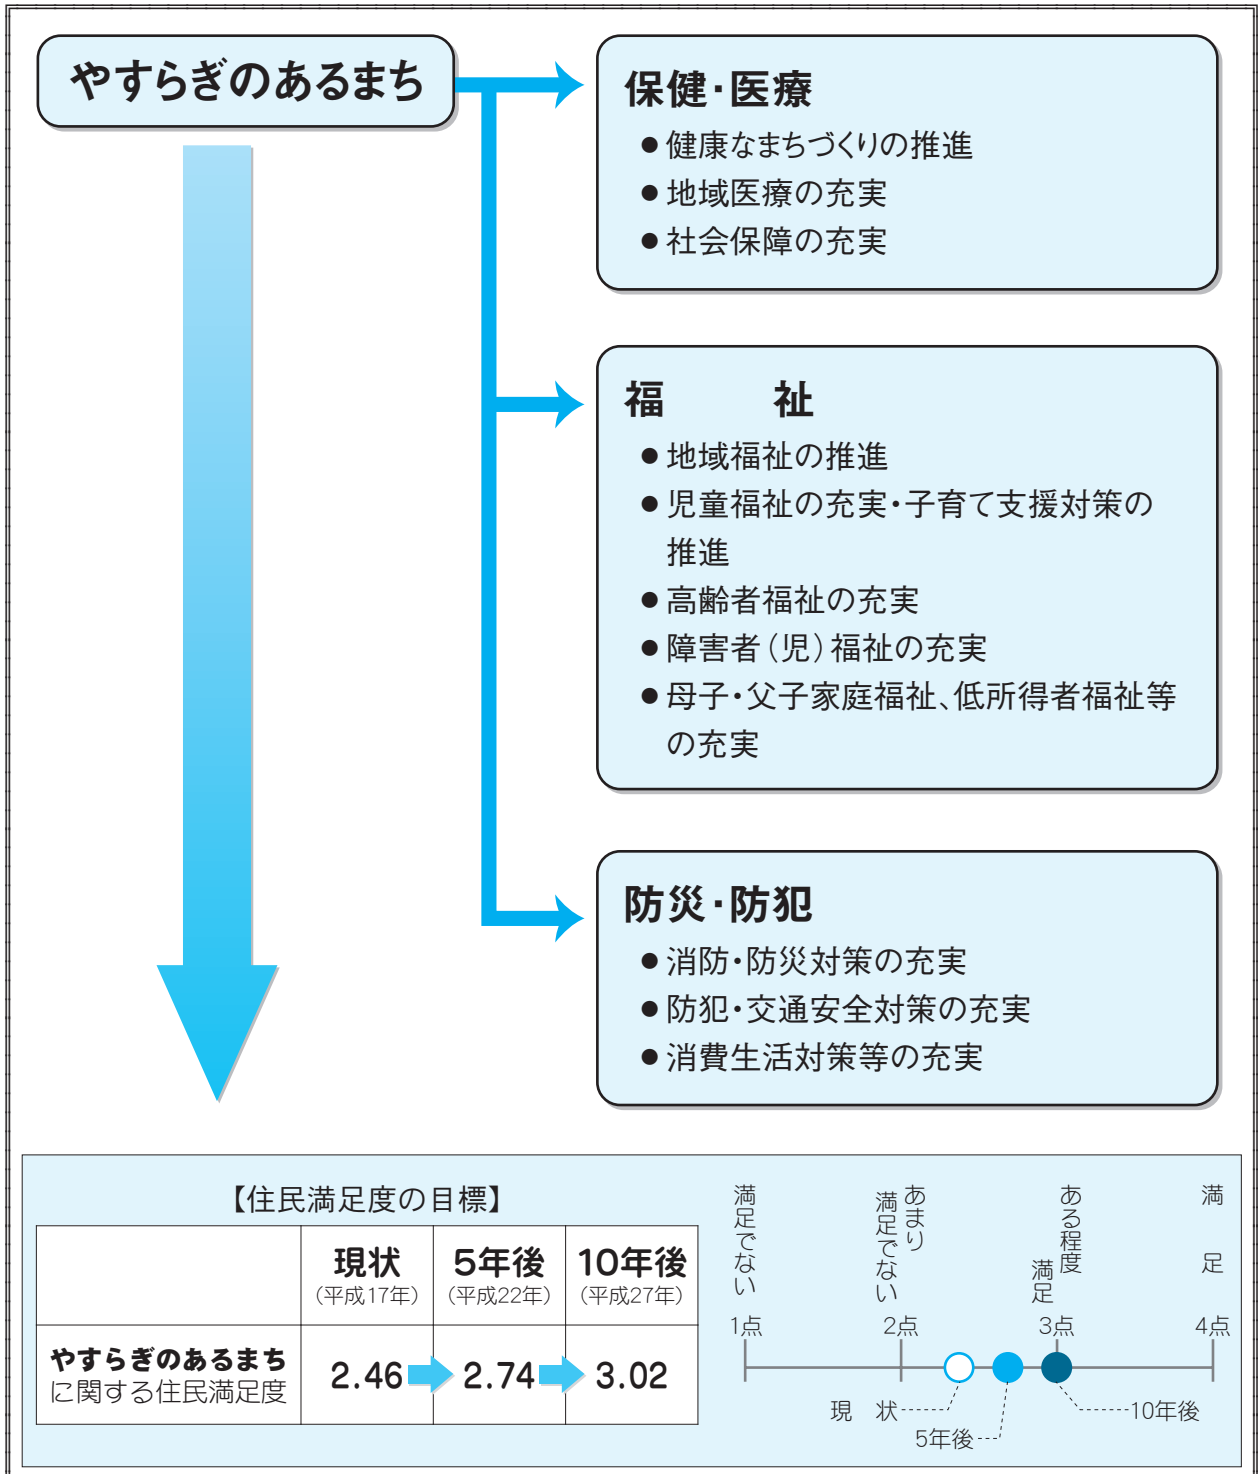 やすらぎのあるまち
保健・医療
●健康なまちづくりの推進
●地域医療の充実
●社会保障の充実
福　　祉
●地域福祉の推進
●児童福祉の充実・子育て支援対策の
推進
●高齢者福祉の充実
●障害者(児)福祉の充実
●母子・父子家庭福祉、低所得者福祉等
の充実
防災・防犯
●消防・防災対策の充実
●防犯・交通安全対策の充実
●消費生活対策等の充実
【住民満足度の目標】
現状 5年後 10年後
(平成17年) (平成22年) (平成27年)
やすらぎのあるまち
に関する住民満足度
2.46 2.74 3.02
満足でない
あまり
満足でない
ある程度
満足
満　足
1点 2点 3点 4点
現　状
5年後
10年後